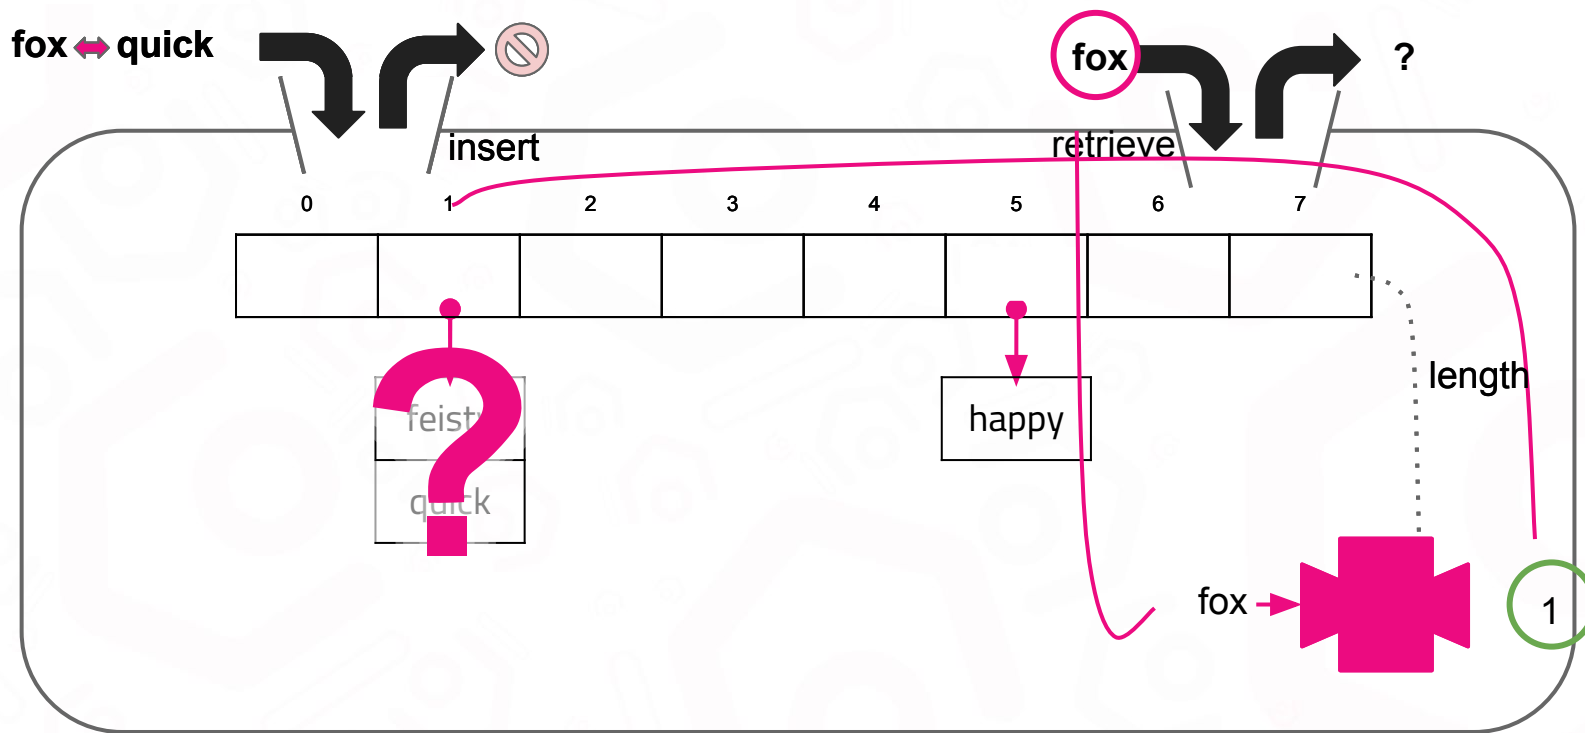 fox quick
fox ?
insert
retrieve
0 1 2 3 4 5 6 7
length
feisty
happy
quick
?
fox
1